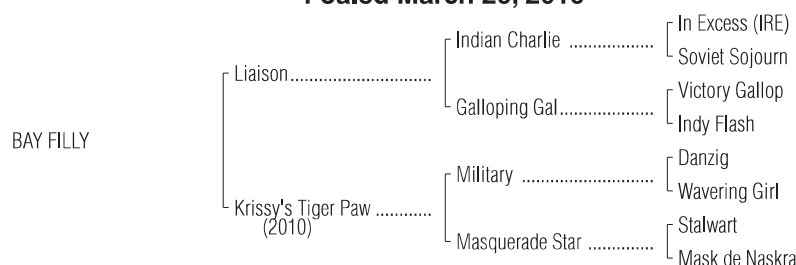 In Excess (IRE)
Indian Charlie ..................
Soviet Sojourn
Liaison..............................
Victory Gallop
Galloping Gal....................
Indy Flash
BAY FILLY
Danzig
Military ............................
Wavering Girl
Krissy's Tiger Paw ............
(2010)
Stalwart
Masquerade Star ..............
Mask de Naskra